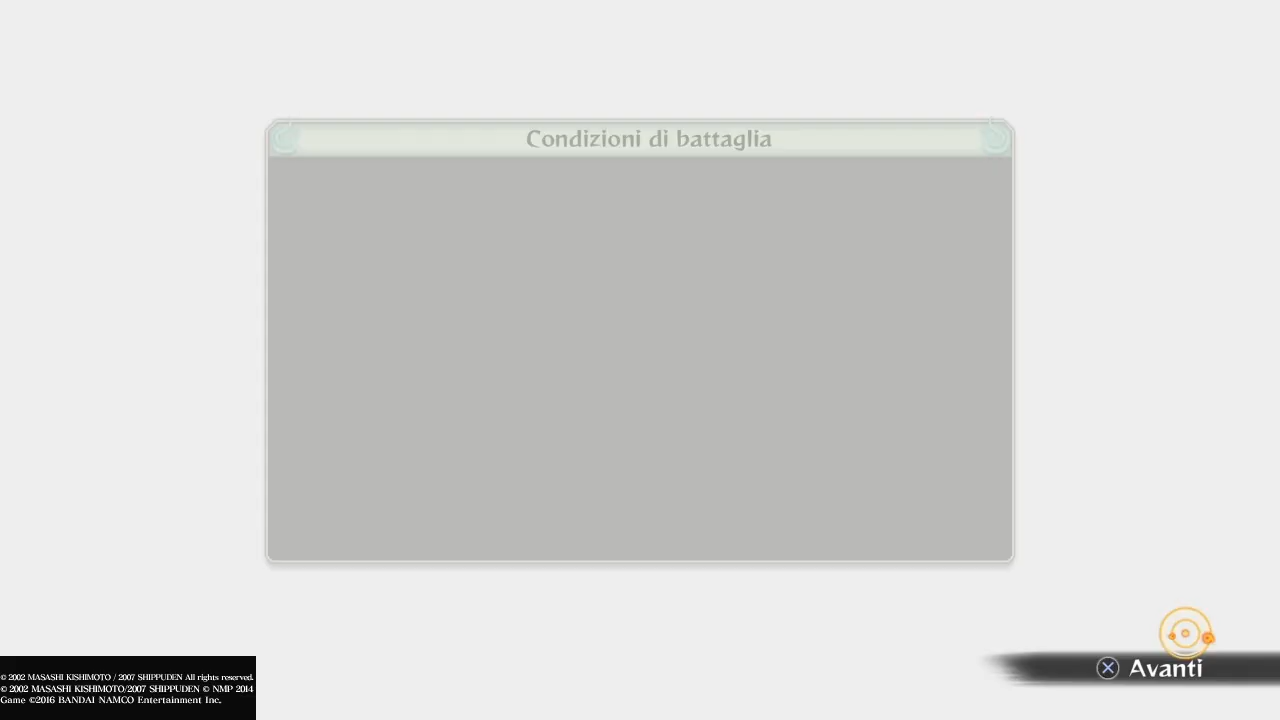 Condizioni di battaglia
Avanti
© 2002 MASASHI KISHIMOTO / 2007 SHIPPUDEN All rights reserved.
© 2002 MASASHI KISHIMOTO/2007 SHIPPUDEN © NMP 2014
Game ©2016 BANDAI NAMCO Entertainment Inc.